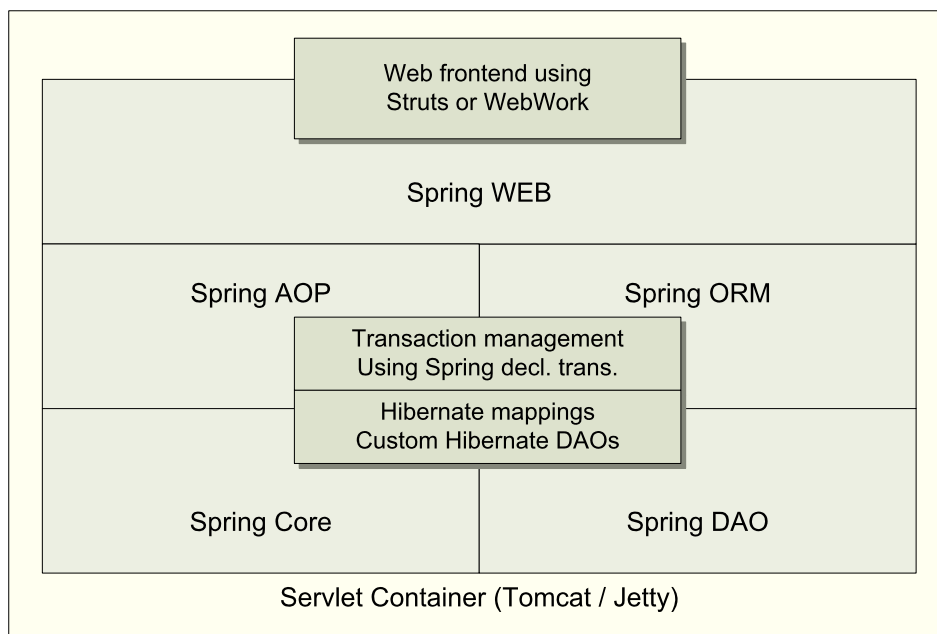 Web frontend using
Struts or WebWork
Spring WEB
Spring AOP
Spring ORM
Transaction management
Using Spring decl. trans.
Hibernate mappings
Custom Hibernate DAOs
Spring Core
Spring DAO
Servlet Container (Tomcat / Jetty)